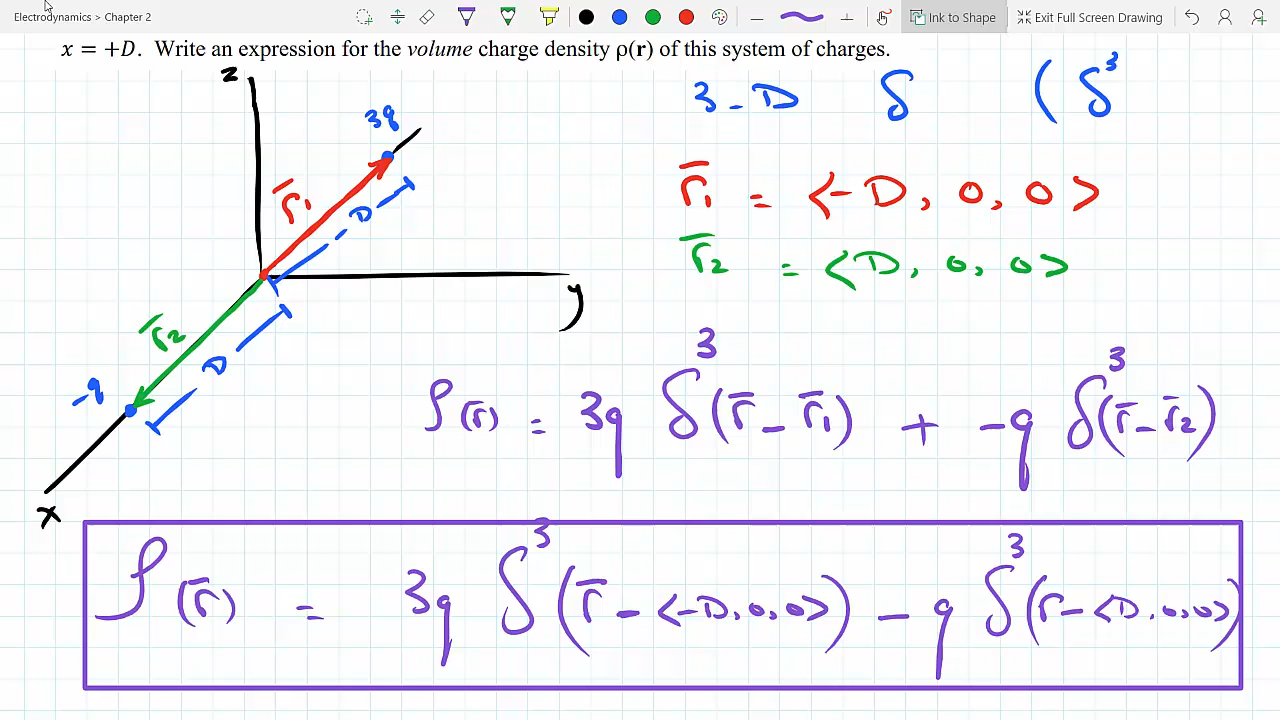 Electrodynamics > Chapter 2
Ink to Shape
Exit Full Screen Drawing
x = +D. Write an expression for the volume charge density ρ(r) of this system of charges.
z
3q
3-D δ (δ³
r̄₁
D
r̄₁ = <-D, 0, 0>
r̄₂ = <D, 0, 0>
y
r̄₂
D
-q
x
ρ(r̄) = 3q δ³(r̄ - r̄₁) + -q δ³(r̄ - r̄₂)
ρ(r̄) = 3q δ³(r̄ - <-D, 0, 0>) - q δ³(r - <D, 0, 0>)